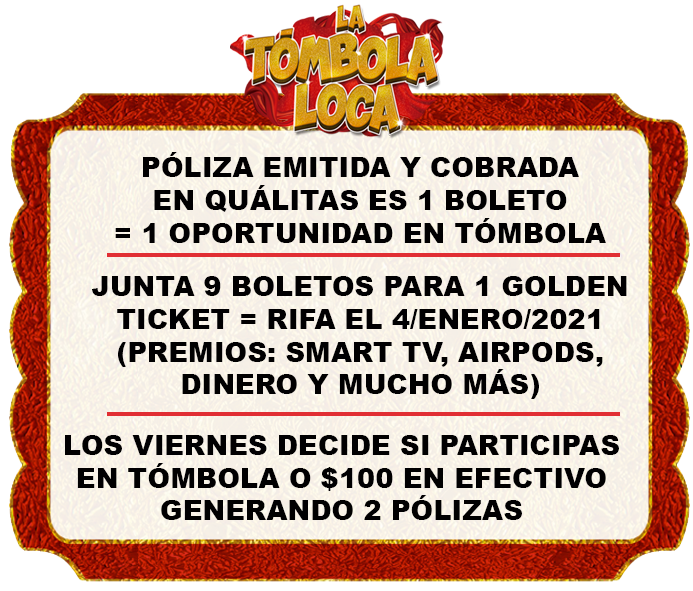 LA
TÓMBOLA
LOCA
PÓLIZA EMITIDA Y COBRADA
EN QUÁLITAS ES 1 BOLETO
= 1 OPORTUNIDAD EN TÓMBOLA
JUNTA 9 BOLETOS PARA 1 GOLDEN
TICKET = RIFA EL 4/ENERO/2021
(PREMIOS: SMART TV, AIRPODS,
DINERO Y MUCHO MÁS)
LOS VIERNES DECIDE SI PARTICIPAS
EN TÓMBOLA O $100 EN EFECTIVO
GENERANDO 2 PÓLIZAS